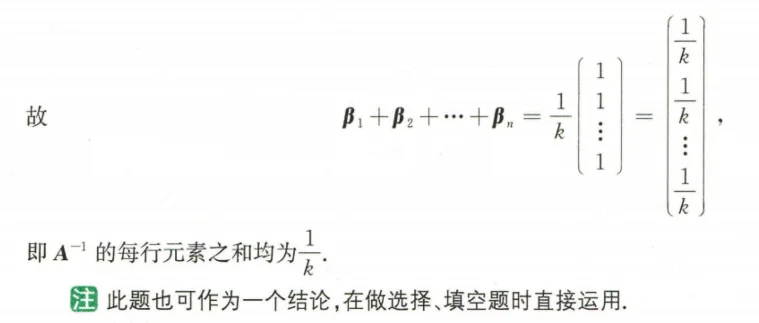 故 $\boldsymbol{\beta}_1+\boldsymbol{\beta}_2+\cdots+\boldsymbol{\beta}_n=\frac{1}{k}\begin{pmatrix}1\\1\\\vdots\\1\end{pmatrix}=\begin{pmatrix}\frac{1}{k}\\\frac{1}{k}\\\vdots\\\frac{1}{k}\end{pmatrix},$
即 $\boldsymbol{A}^{-1}$ 的每行元素之和均为$\frac{1}{k}$.
注 此题也可作为一个结论,在做选择、填空题时直接运用.